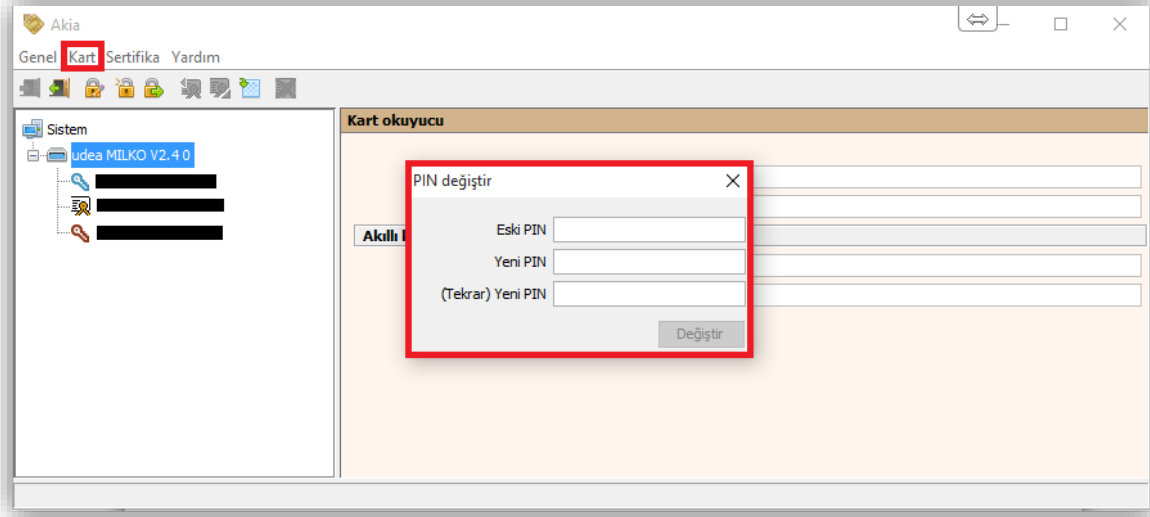 Akia
Genel Kart Sertifika Yardım
Sistem
udea MILKO V2.4 0
Kart okuyucu
PIN değiştir
Eski PIN
Yeni PIN
(Tekrar) Yeni PIN
Değiştir
Akıllı